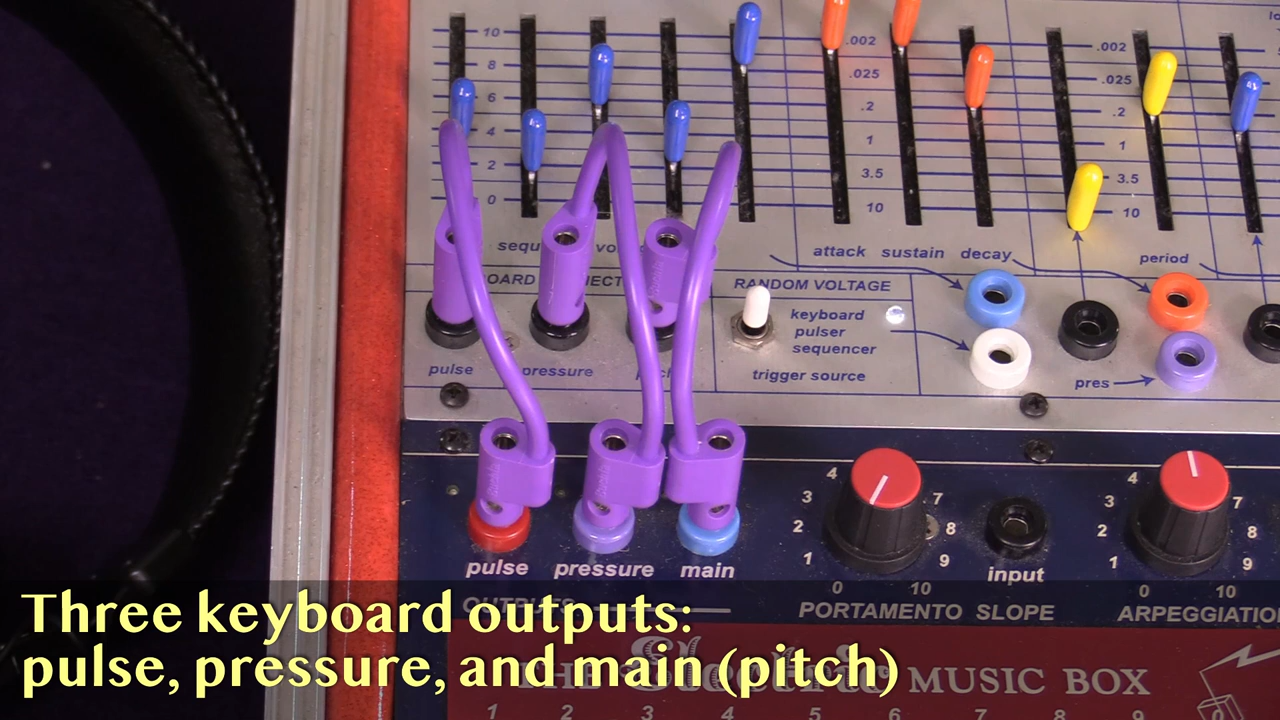 10
8
6
4
2
0
.002
.025
.2
1
3.5
10
.002
.025
.2
1
3.5
10
attack sustain decay
period
RANDOM VOLTAGE
keyboard
pulser
sequencer
trigger source
pulse
pressure
pres
4
3
2
1
0
10
9
8
7
4
3
2
1
0
10
9
8
7
pulse
pressure
main
input
PORTAMENTO SLOPE
Three keyboard outputs:
pulse, pressure, and main (pitch)
MUSIC BOX
1 2 3 4 5 6 7 8